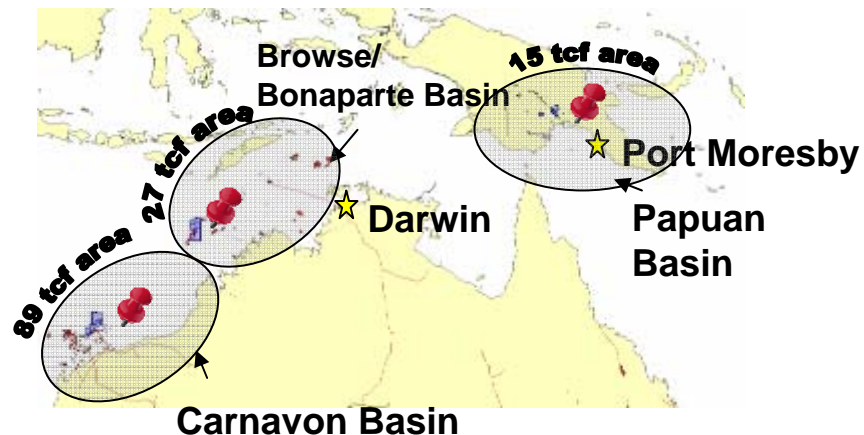 Browse/
Bonaparte Basin
15 tcf area
27 tcf area
Port Moresby
Darwin
Papuan
Basin
89 tcf area
Carnavon Basin